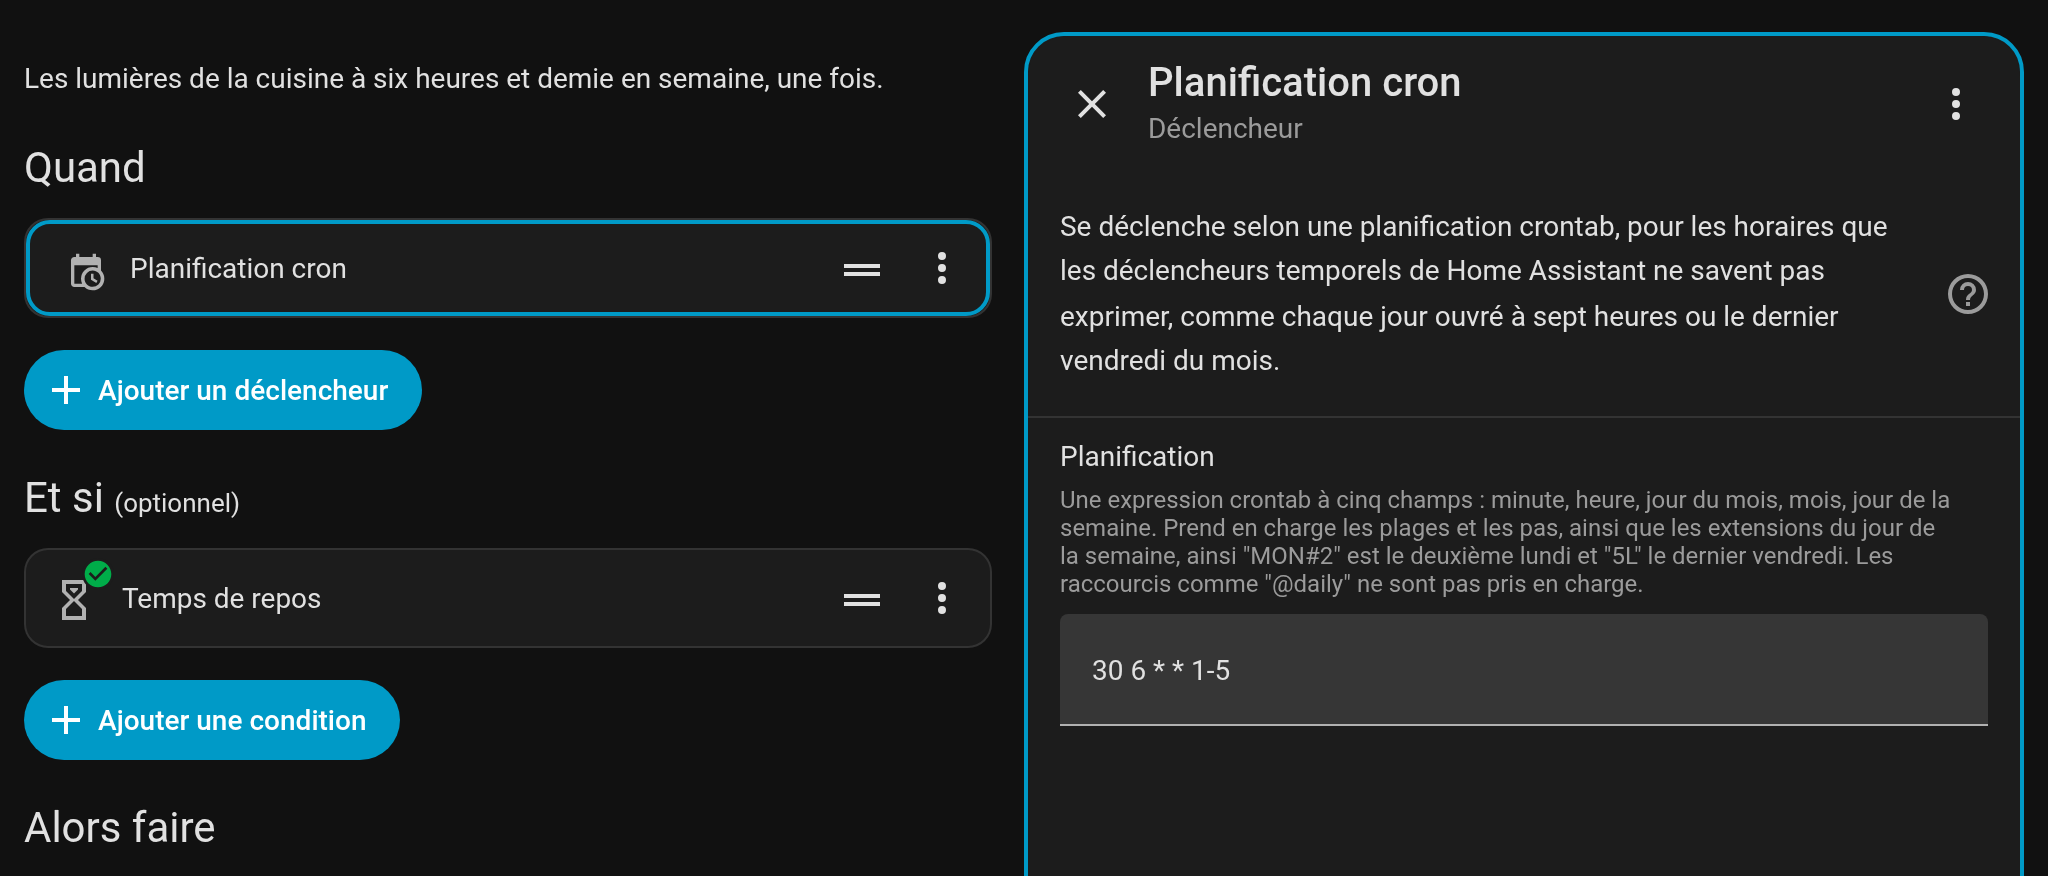 Les lumières de la cuisine à six heures et demie en semaine, une fois.
Quand
Planification cron
Ajouter un déclencheur
Et si (optionnel)
Temps de repos
Ajouter une condition
Alors faire
Planification cron
Déclencheur
Se déclenche selon une planification crontab, pour les horaires que
les déclencheurs temporels de Home Assistant ne savent pas
exprimer, comme chaque jour ouvré à sept heures ou le dernier
vendredi du mois.
Planification
Une expression crontab à cinq champs : minute, heure, jour du mois, mois, jour de la
semaine. Prend en charge les plages et les pas, ainsi que les extensions du jour de
la semaine, ainsi "MON#2" est le deuxième lundi et "5L" le dernier vendredi. Les
raccourcis comme "@daily" ne sont pas pris en charge.
30 6 * * 1-5